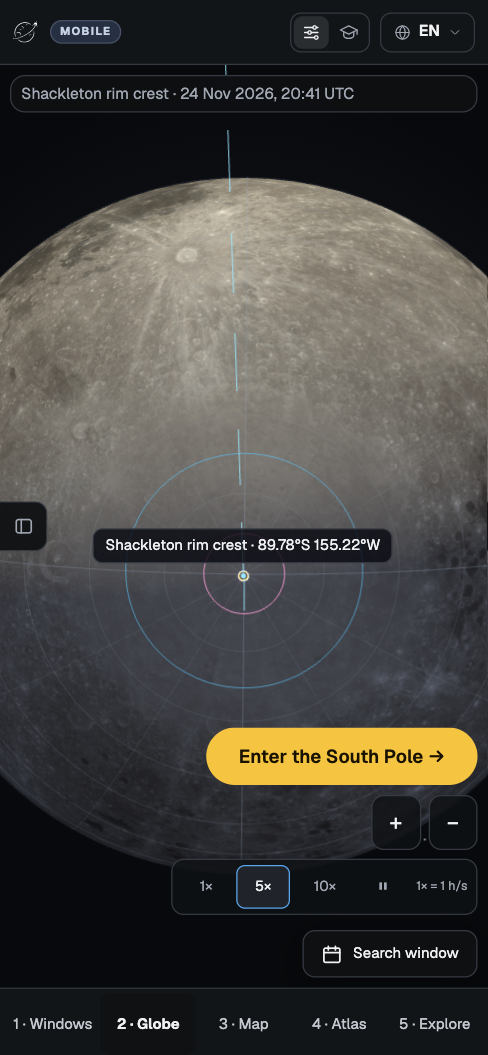 MOBILE
EN
Shackleton rim crest · 24 Nov 2026, 20:41 UTC
Shackleton rim crest · 89.78°S 155.22°W
Enter the South Pole →
+ −
1× 5× 10× 1× = 1 h/s
Search window
1 · Windows 2 · Globe 3 · Map 4 · Atlas 5 · Explore